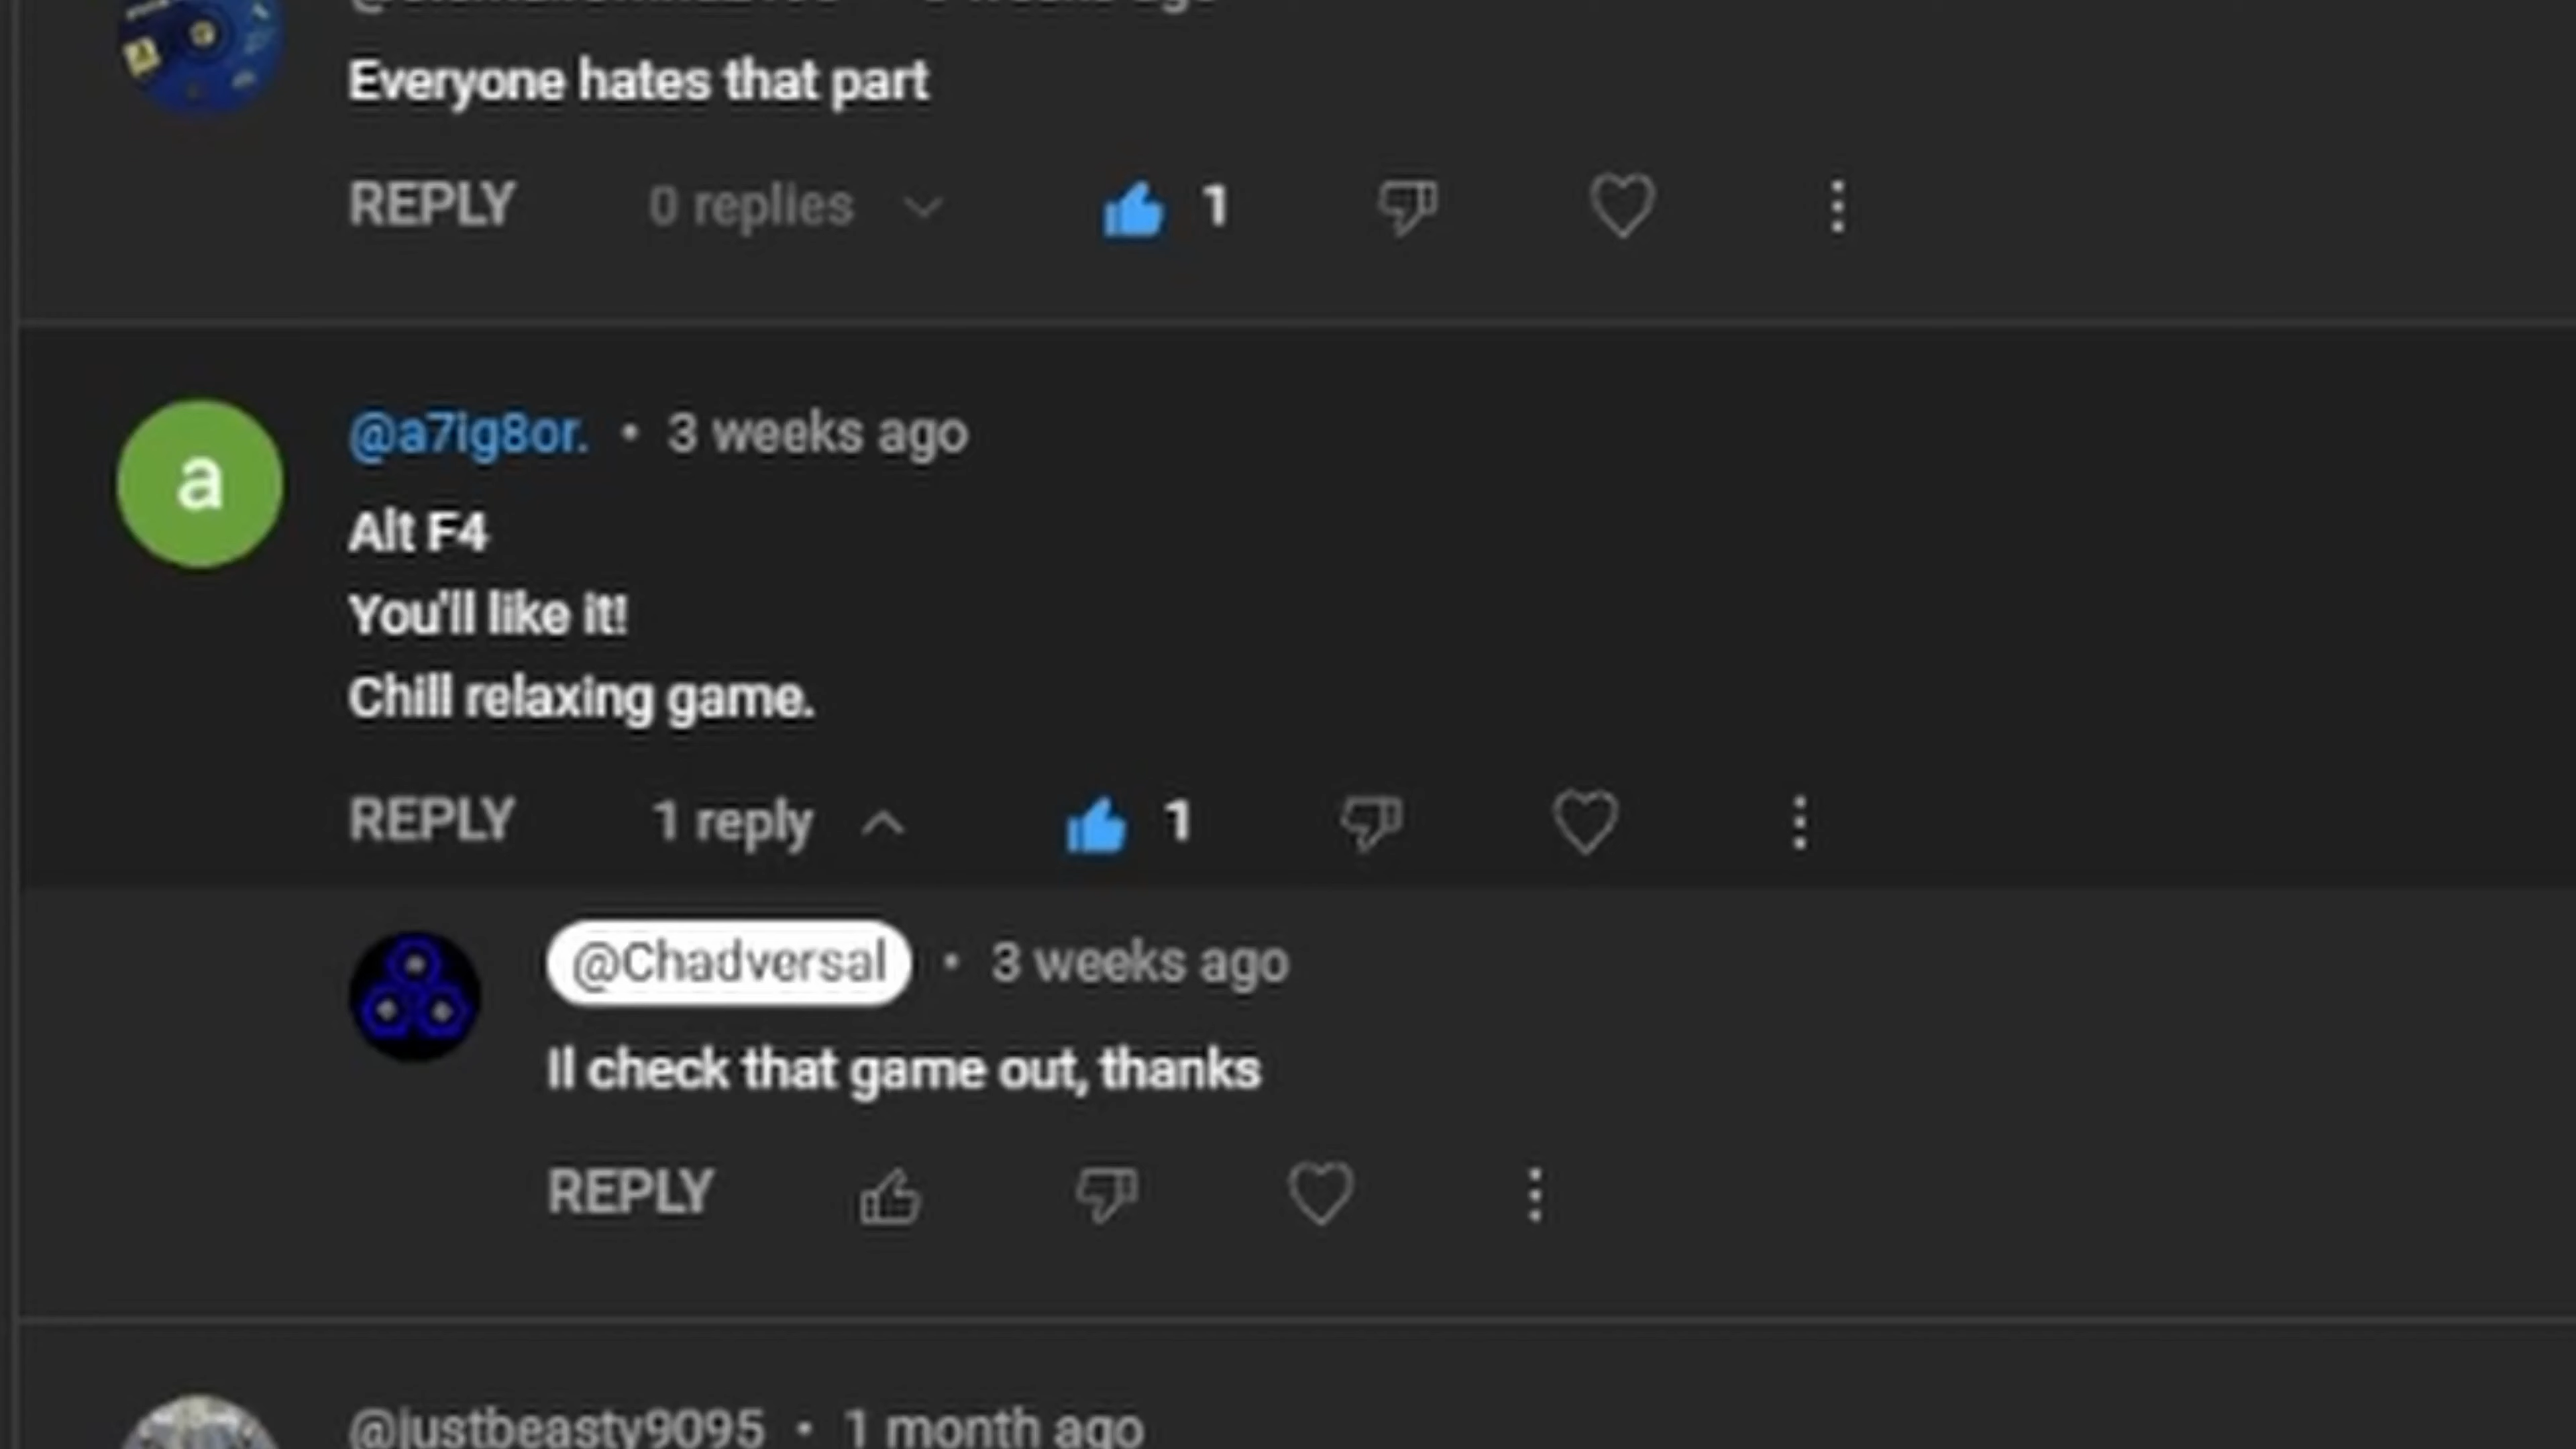 Everyone hates that part
REPLY 0 replies 1
a
@a7ig8or. • 3 weeks ago
Alt F4
You'll like it!
Chill relaxing game.
REPLY 1 reply 1
@Chadversal • 3 weeks ago
Il check that game out, thanks
REPLY
@justbeasty9095 • 1 month ago